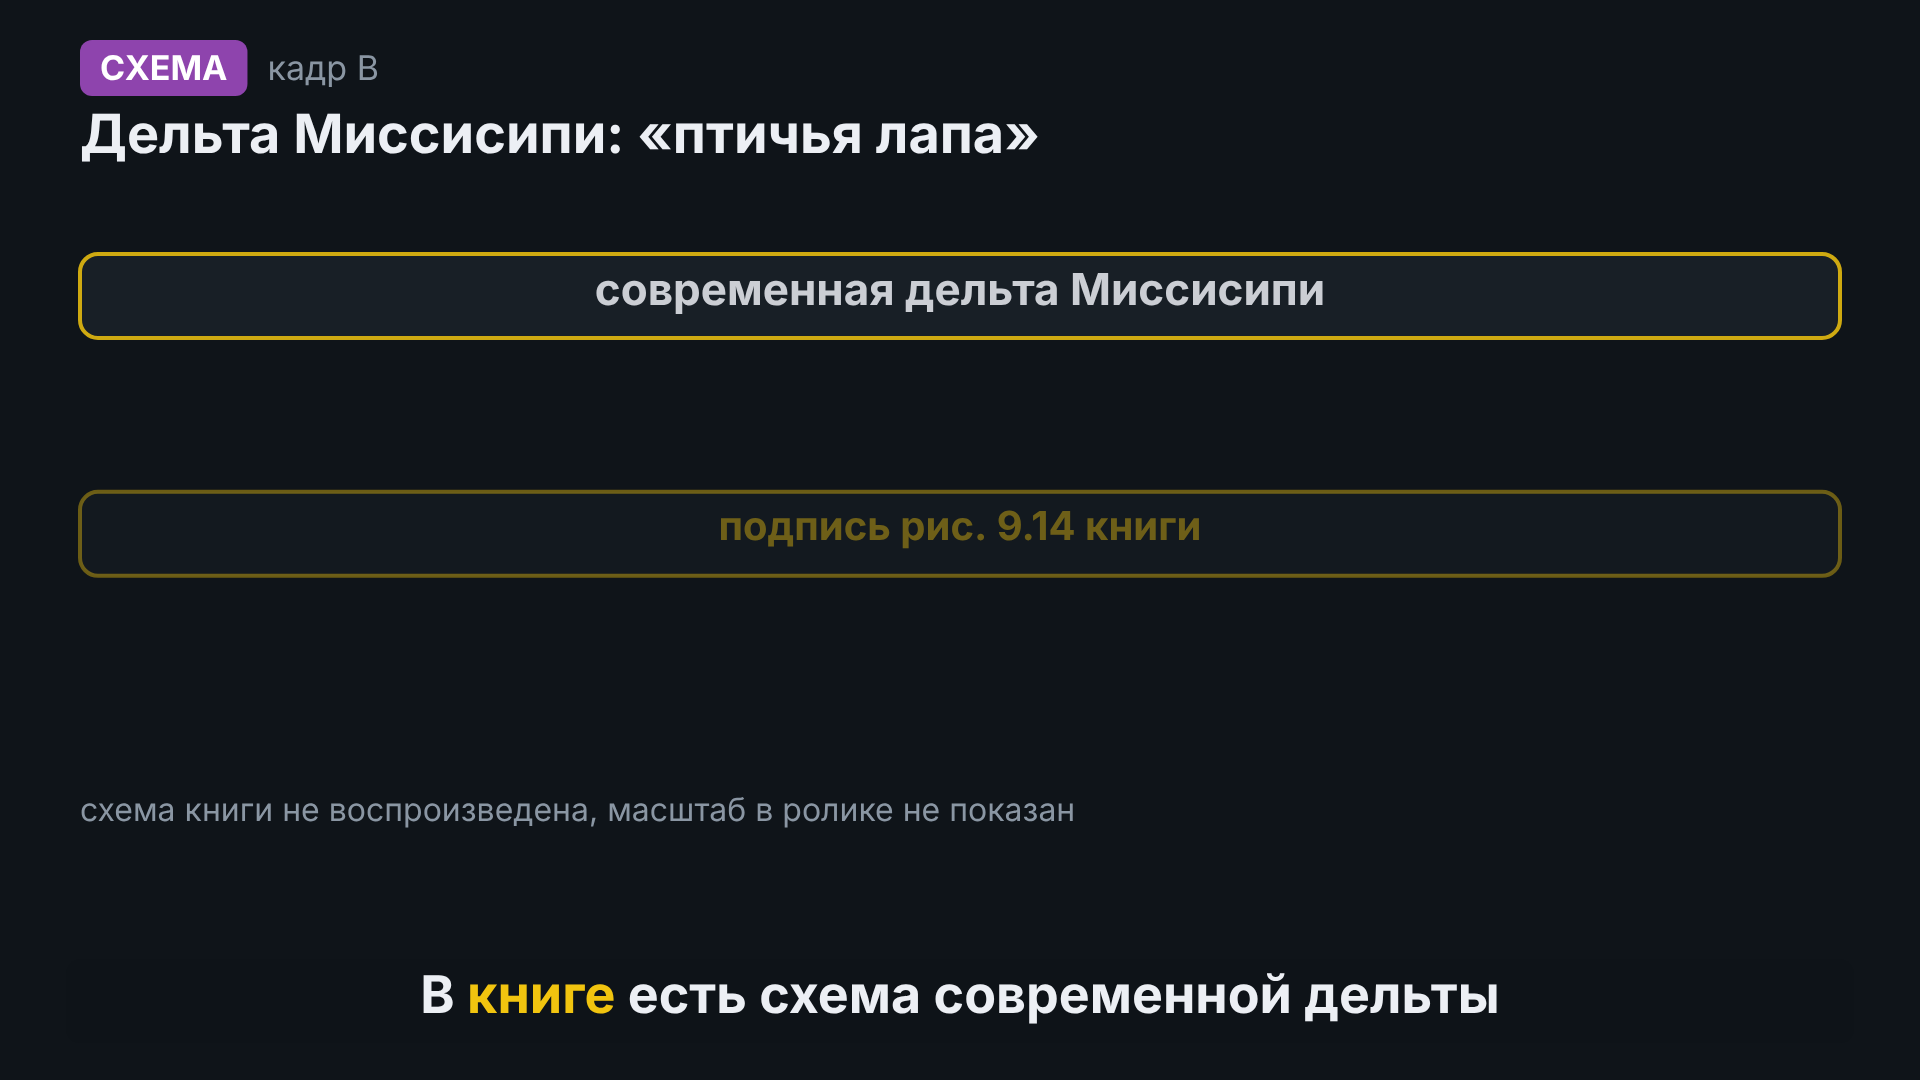 СХЕМА кадр В
Дельта Миссисипи: «птичья лапа»
современная дельта Миссисипи
подпись рис. 9.14 книги
схема книги не воспроизведена, масштаб в ролике не показан
В книге есть схема современной дельты